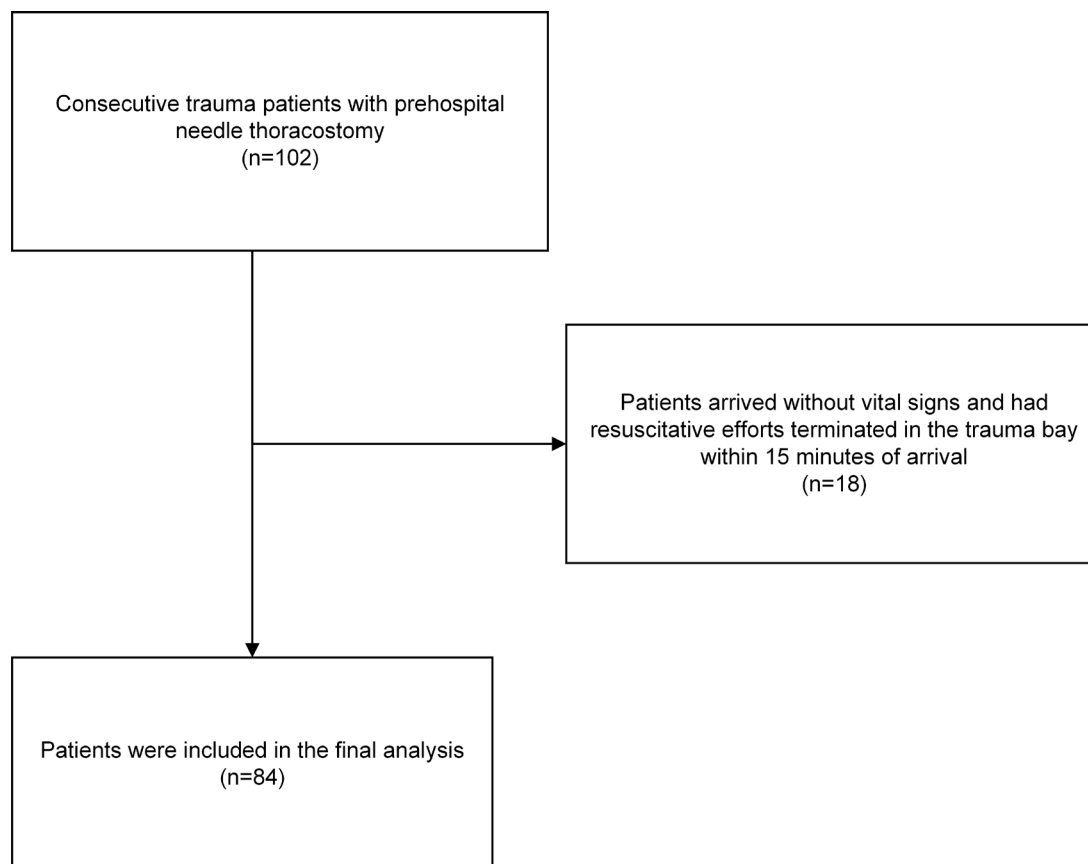 Consecutive trauma patients with prehospital
needle thoracostomy
(n=102)
Patients arrived without vital signs and had
resuscitative efforts terminated in the trauma bay
within 15 minutes of arrival
(n=18)
Patients were included in the final analysis
(n=84)